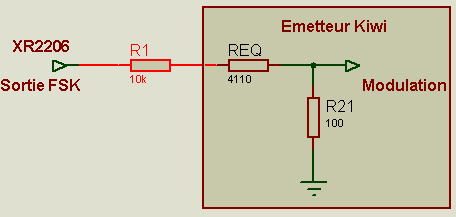 Emetteur Kiwi
XR2206
R1
REQ
Sortie FSK
10k
4110
Modulation
R21
100